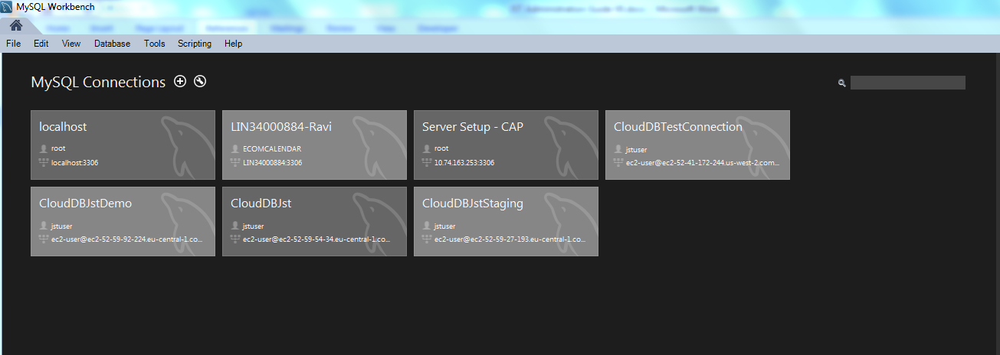 MySQL Workbench
File Edit View Database Tools Scripting Help
MySQL Connections
localhost
root
localhost:3306
LIN34000884-Ravi
ECOMCALENDAR
LIN34000884:3306
Server Setup - CAP
root
10.74.163.253:3306
CloudDBTestConnection
jstuser
ec2-user@ec2-52-41-172-244.us-west-2.com...
CloudDBJstDemo
jstuser
ec2-user@ec2-52-59-92-224.eu-central-1.co...
CloudDBJst
jstuser
ec2-user@ec2-52-59-54-34.eu-central-1.co...
CloudDBJstStaging
jstuser
ec2-user@ec2-52-59-27-193.eu-central-1.co...